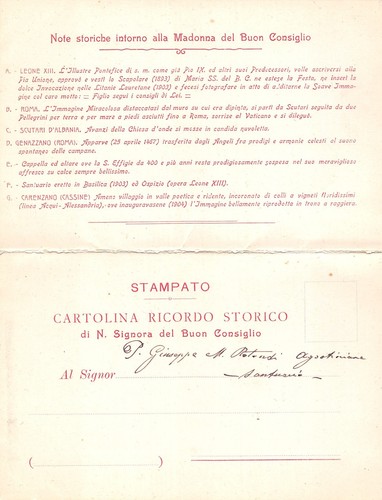 Note storiche intorno alla Madonna del Buon Consiglio
A. - LEONE XIII. L'Illustre Pontefice di s. m. come già Pio IX. ed altri suoi Predecessori, volle ascriversi alla
Pia Unione, approvò e vestì lo Scapolare (1893) di Maria SS. del B. C. ne estese la Festa, ne inserì la
dolce Invocazione nelle Litanie Lauretane (1903) e fecesi fotografare in atto di additarne la Soave Immagine
col caro motto: :: Figlio segui i consigli di Lei. ::
B. - ROMA. L'Immagine Miracolosa distaccatasi dal muro su cui era dipinta, si partì da Scutari seguita da due
Pellegrini per terra e per mare a piedi asciutti fino a Roma, sorrise al Vaticano e si dileguò.
C. - SCUTARI D'ALBANIA. Avanzi della Chiesa d'onde si mosse in candida nuvoletta.
D. GENAZZANO (ROMA). Apparve (25 aprile 1467) trasferita dagli Angeli fra prodigi e armonie celesti al suono
spontaneo delle campane.
E. - Cappella ed altare ove la S. Effigie da 400 e più anni resta prodigiosamente sospesa nel suo meraviglioso
affresco su calce sempre bellissimo.
F. - Santuario eretto in Basilica (1903) ed Ospizio (opera Leone XIII).
G. - GAVENZANO (CASSINE) Ameno villaggio in valle poetica e ridente, incoronata di colli a vigneti floridissimi
(linea Acqui-Alessandria), ove inauguravasene (1904) l'Immagine bellamente riprodotta in trono a raggiera.
STAMPATO
CARTOLINA RICORDO STORICO
di N. Signora del Buon Consiglio
P. Giuseppe M. Agostiniano
Al Signor
Santuario
( )